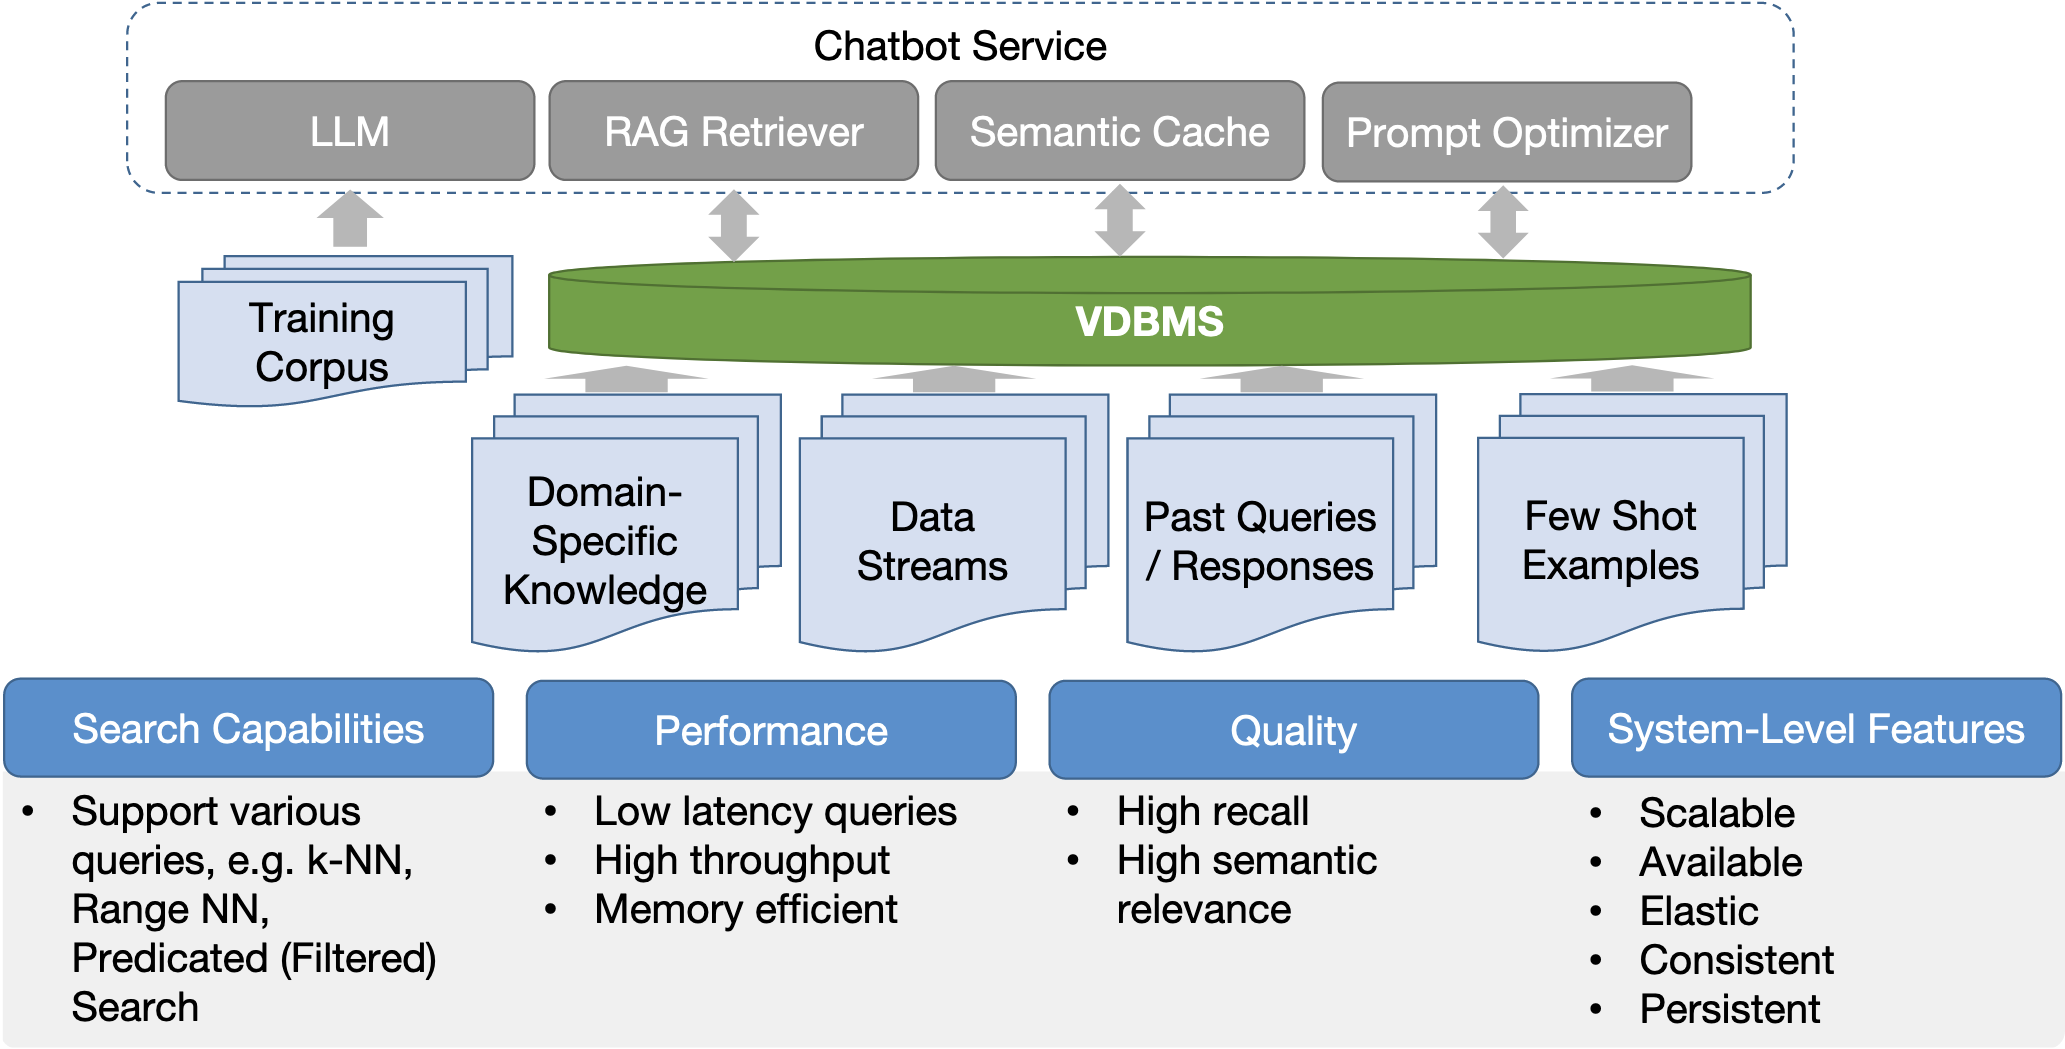 Chatbot Service
LLM
RAG Retriever
Semantic Cache
Prompt Optimizer
Training
Corpus
VDBMS
Domain-
Specific
Knowledge
Data
Streams
Past Queries
/ Responses
Few Shot
Examples
Search Capabilities
• Support various
queries, e.g. k-NN,
Range NN,
Predicated (Filtered)
Search
Performance
• Low latency queries
• High throughput
• Memory efficient
Quality
• High recall
• High semantic
relevance
System-Level Features
• Scalable
• Available
• Elastic
• Consistent
• Persistent